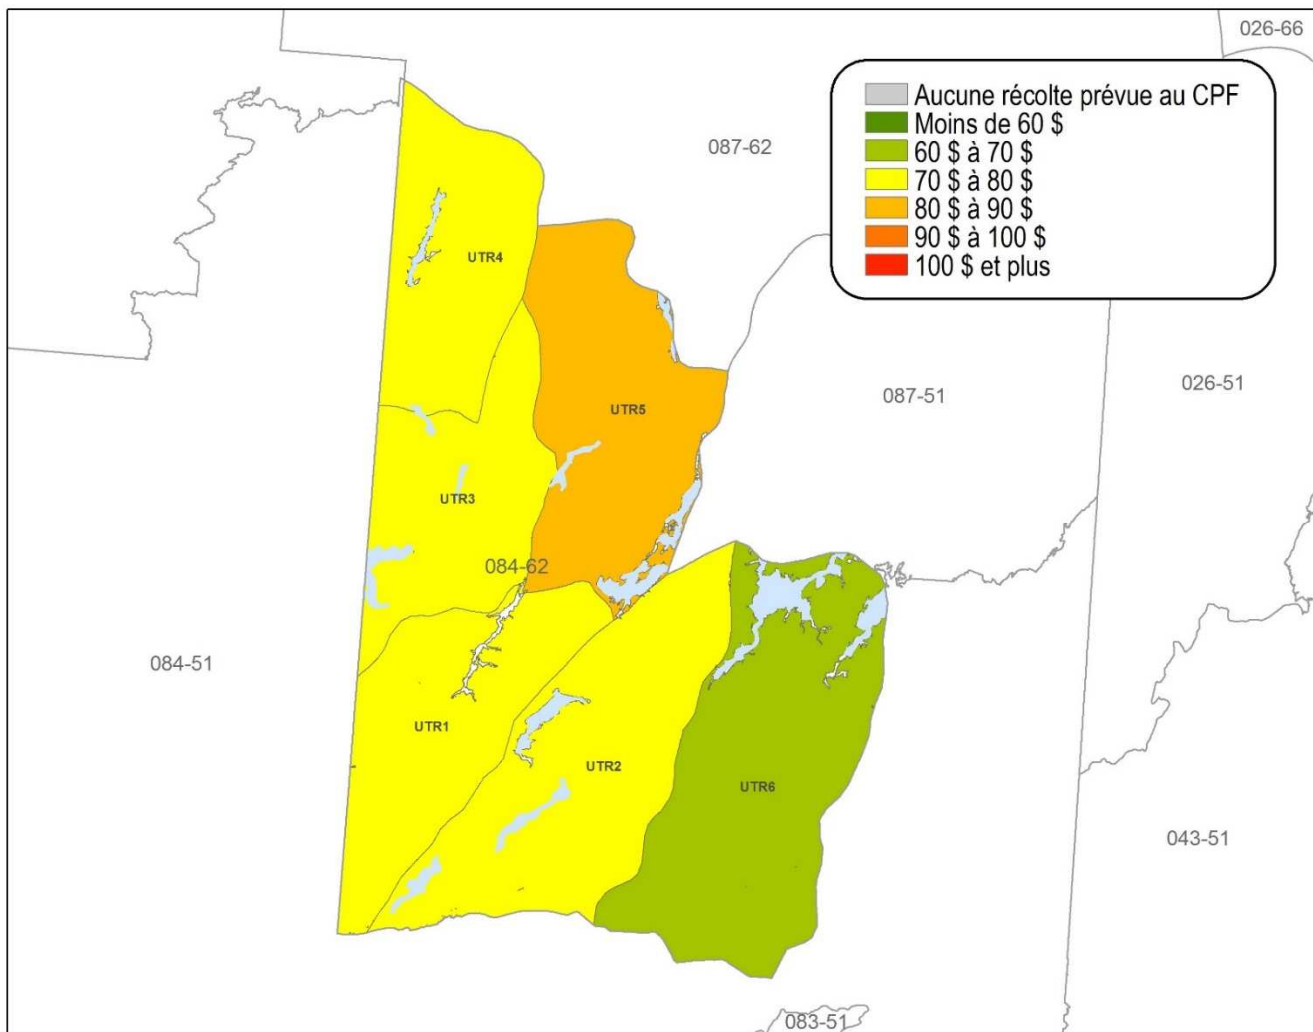 026-66
Aucune récolte prévue au CPF
Moins de 60 $
60 $ à 70 $
70 $ à 80 $
80 $ à 90 $
90 $ à 100 $
100 $ et plus
087-62
UTR4
UTR5
087-51
026-51
UTR3
084-62
084-51
UTR1
UTR2
UTR6
043-51
083-51